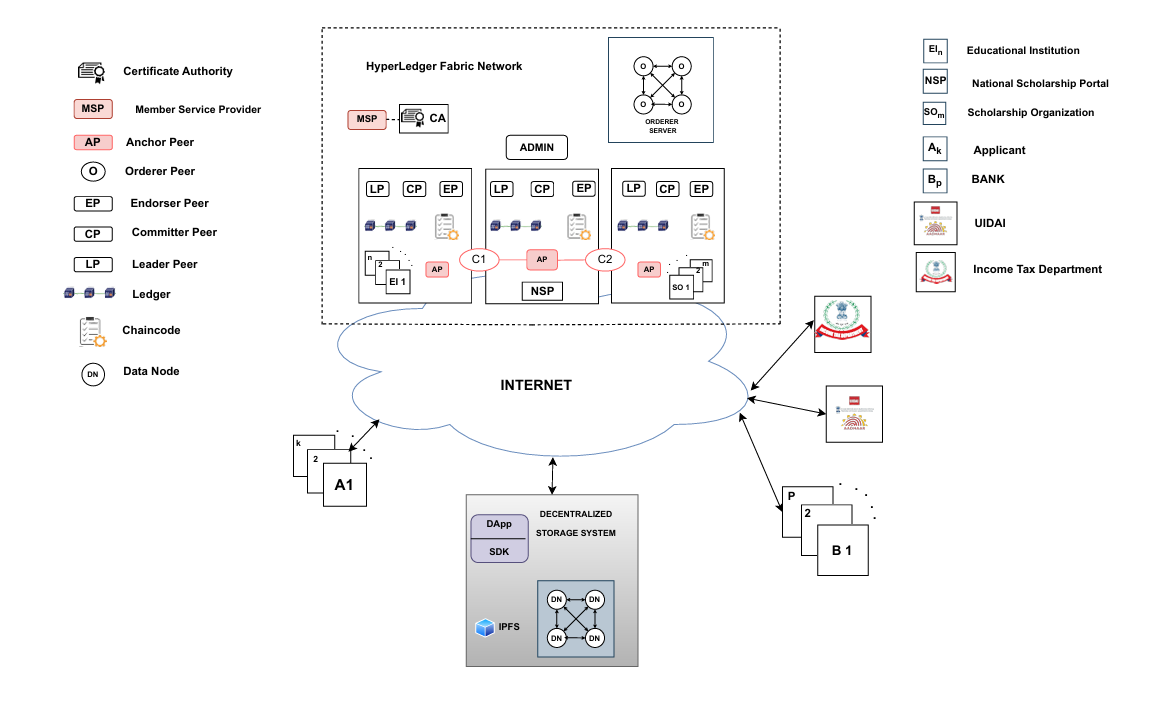 Certificate Authority
MSP Member Service Provider
AP Anchor Peer
O Orderer Peer
EP Endorser Peer
CP Committer Peer
LP Leader Peer
Ledger
Chaincode
DN Data Node
HyperLedger Fabric Network
MSP CA
O O
O O
ORDERER
SERVER
ADMIN
LP CP EP
n
2
EI 1
AP
C1
LP CP EP
AP
NSP
C2
LP CP EP
AP
m
2
SO 1
EIn Educational Institution
NSP National Scholarship Portal
SOm Scholarship Organization
Ak Applicant
Bp BANK
AADHAAR
UIDAI
Income Tax Department
INTERNET
k
2
A1
AADHAAR
P
2
B 1
DApp
SDK
DECENTRALIZED
STORAGE SYSTEM
IPFS
DN DN
DN DN